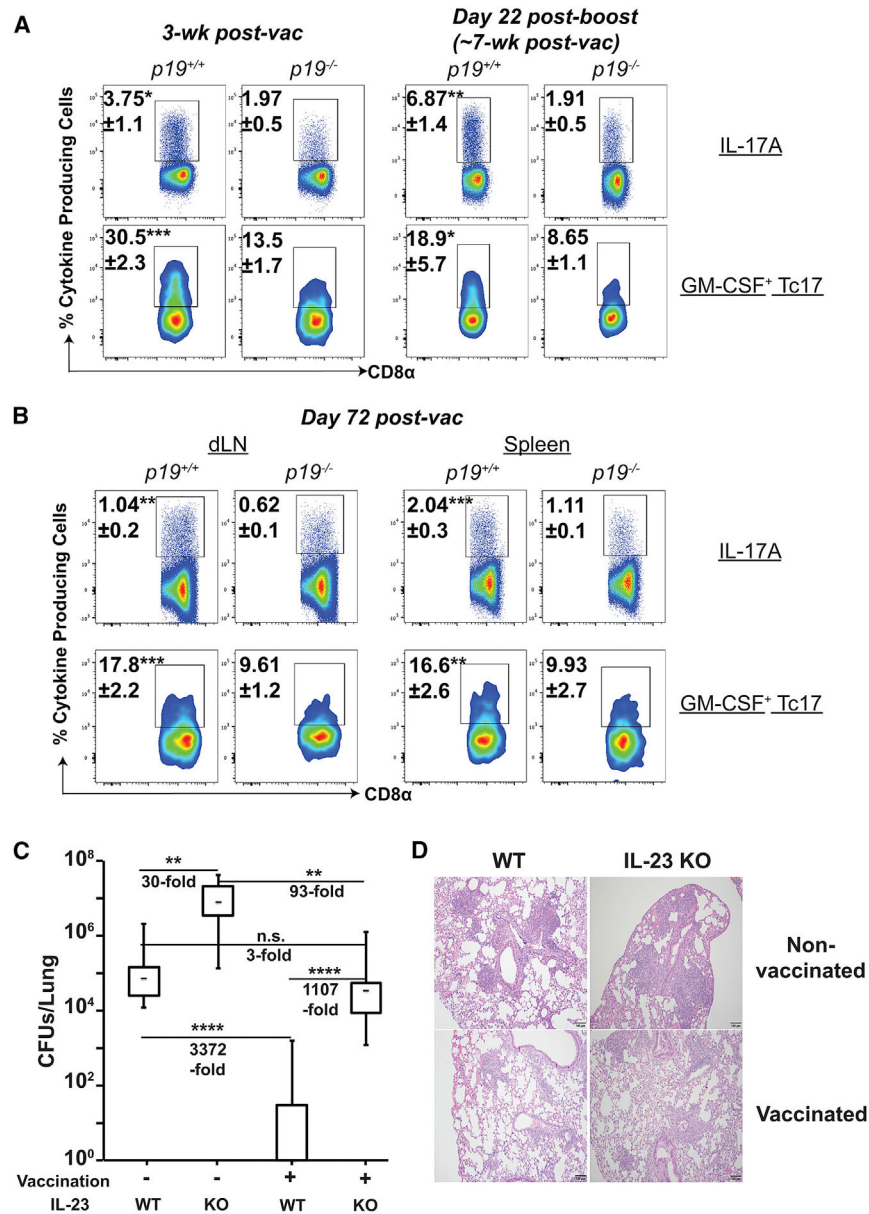 A
3-wk post-vac
Day 22 post-boost
(~7-wk post-vac)
p19+/+
p19-/-
p19+/+
p19-/-
% Cytokine Producing Cells
3.75*
±1.1
1.97
±0.5
6.87**
±1.4
1.91
±0.5
IL-17A
30.5***
±2.3
13.5
±1.7
18.9*
±5.7
8.65
±1.1
GM-CSF+ Tc17
CD8α
B
Day 72 post-vac
dLN
Spleen
p19+/+
p19-/-
p19+/+
p19-/-
% Cytokine Producing Cells
1.04**
±0.2
0.62
±0.1
2.04***
±0.3
1.11
±0.1
IL-17A
17.8***
±2.2
9.61
±1.2
16.6**
±2.6
9.93
±2.7
GM-CSF+ Tc17
CD8α
C
CFUs/Lung
10^8
10^6
10^4
10^2
10^0
**
30-fold
**
93-fold
n.s.
3-fold
****
1107
-fold
****
3372
-fold
Vaccination - - + +
IL-23 WT KO WT KO
D
WT IL-23 KO
Non-
vaccinated
Vaccinated